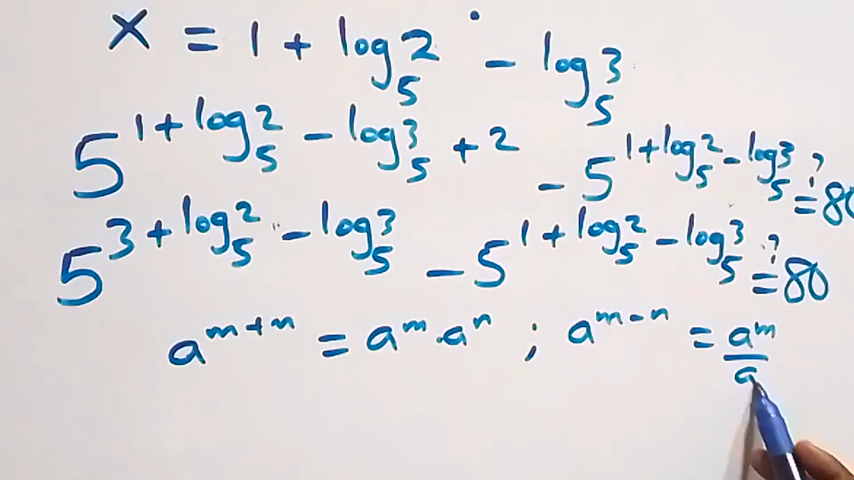 x = 1 + log₅2 - log₅3
5^(1+log₅2 - log₅3 + 2) - 5^(1+log₅2 - log₅3) ≟ 80
5^(3+log₅2 - log₅3) - 5^(1+log₅2 - log₅3) ≟ 80
a^(m+n) = a^m · a^n ; a^(m-n) = a^m / a